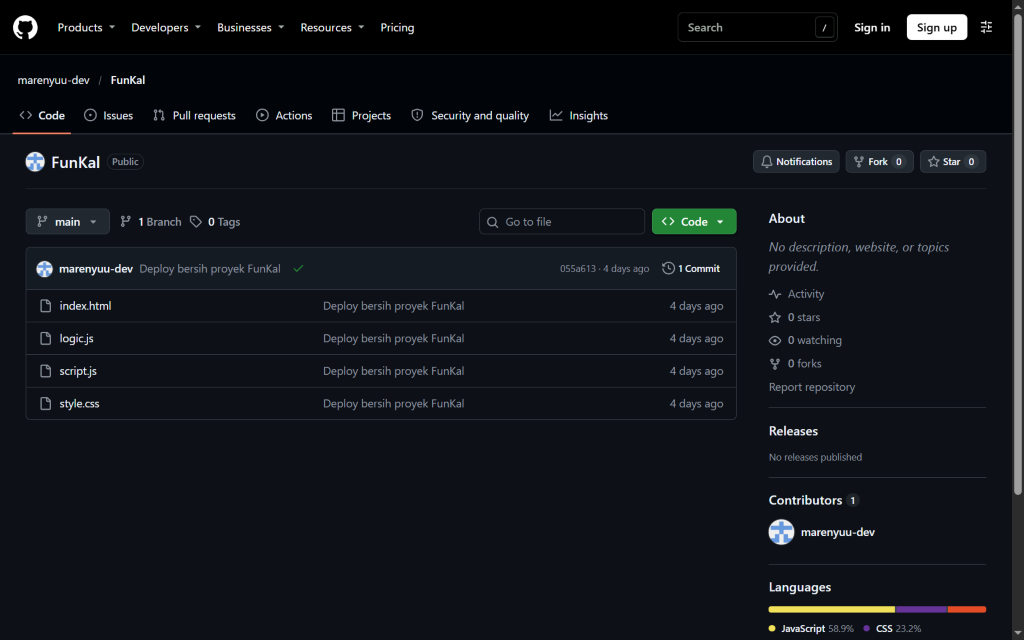 Products Developers Businesses Resources Pricing Search / Sign in Sign up
marenyuu-dev / FunKal
Code Issues Pull requests Actions Projects Security and quality Insights
FunKal Public Notifications Fork 0 Star 0
main 1 Branch 0 Tags Go to file Code
marenyuu-dev Deploy bersih proyek FunKal 055a613 · 4 days ago 1 Commit
index.html Deploy bersih proyek FunKal 4 days ago
logic.js Deploy bersih proyek FunKal 4 days ago
script.js Deploy bersih proyek FunKal 4 days ago
style.css Deploy bersih proyek FunKal 4 days ago
About
No description, website, or topics
provided.
Activity
0 stars
0 watching
0 forks
Report repository
Releases
No releases published
Contributors 1
marenyuu-dev
Languages
JavaScript 58.9% CSS 23.2%